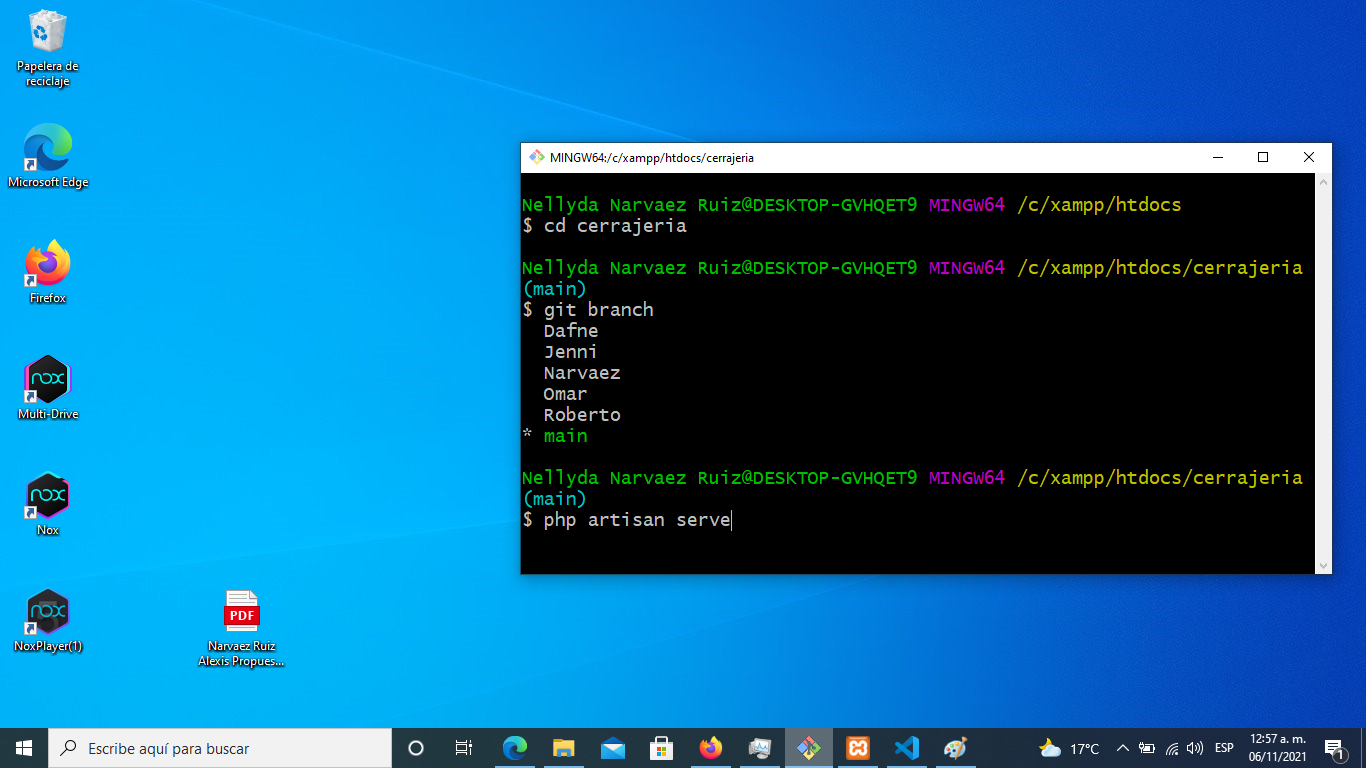 Papelera de
reciclaje
Microsoft Edge
Firefox
nox
Multi-Drive
nox
Nox
nox
NoxPlayer(1)
PDF
Narvaez Ruiz
Alexis Propues...
MINGW64:/c/xampp/htdocs/cerrajeria
Nellyda Narvaez Ruiz@DESKTOP-GVHQET9 MINGW64 /c/xampp/htdocs
$ cd cerrajeria
Nellyda Narvaez Ruiz@DESKTOP-GVHQET9 MINGW64 /c/xampp/htdocs/cerrajeria
(main)
$ git branch
Dafne
Jenni
Narvaez
Omar
Roberto
* main
Nellyda Narvaez Ruiz@DESKTOP-GVHQET9 MINGW64 /c/xampp/htdocs/cerrajeria
(main)
$ php artisan serve
Escribe aquí para buscar
17°C
ESP
12:57 a. m.
06/11/2021
1